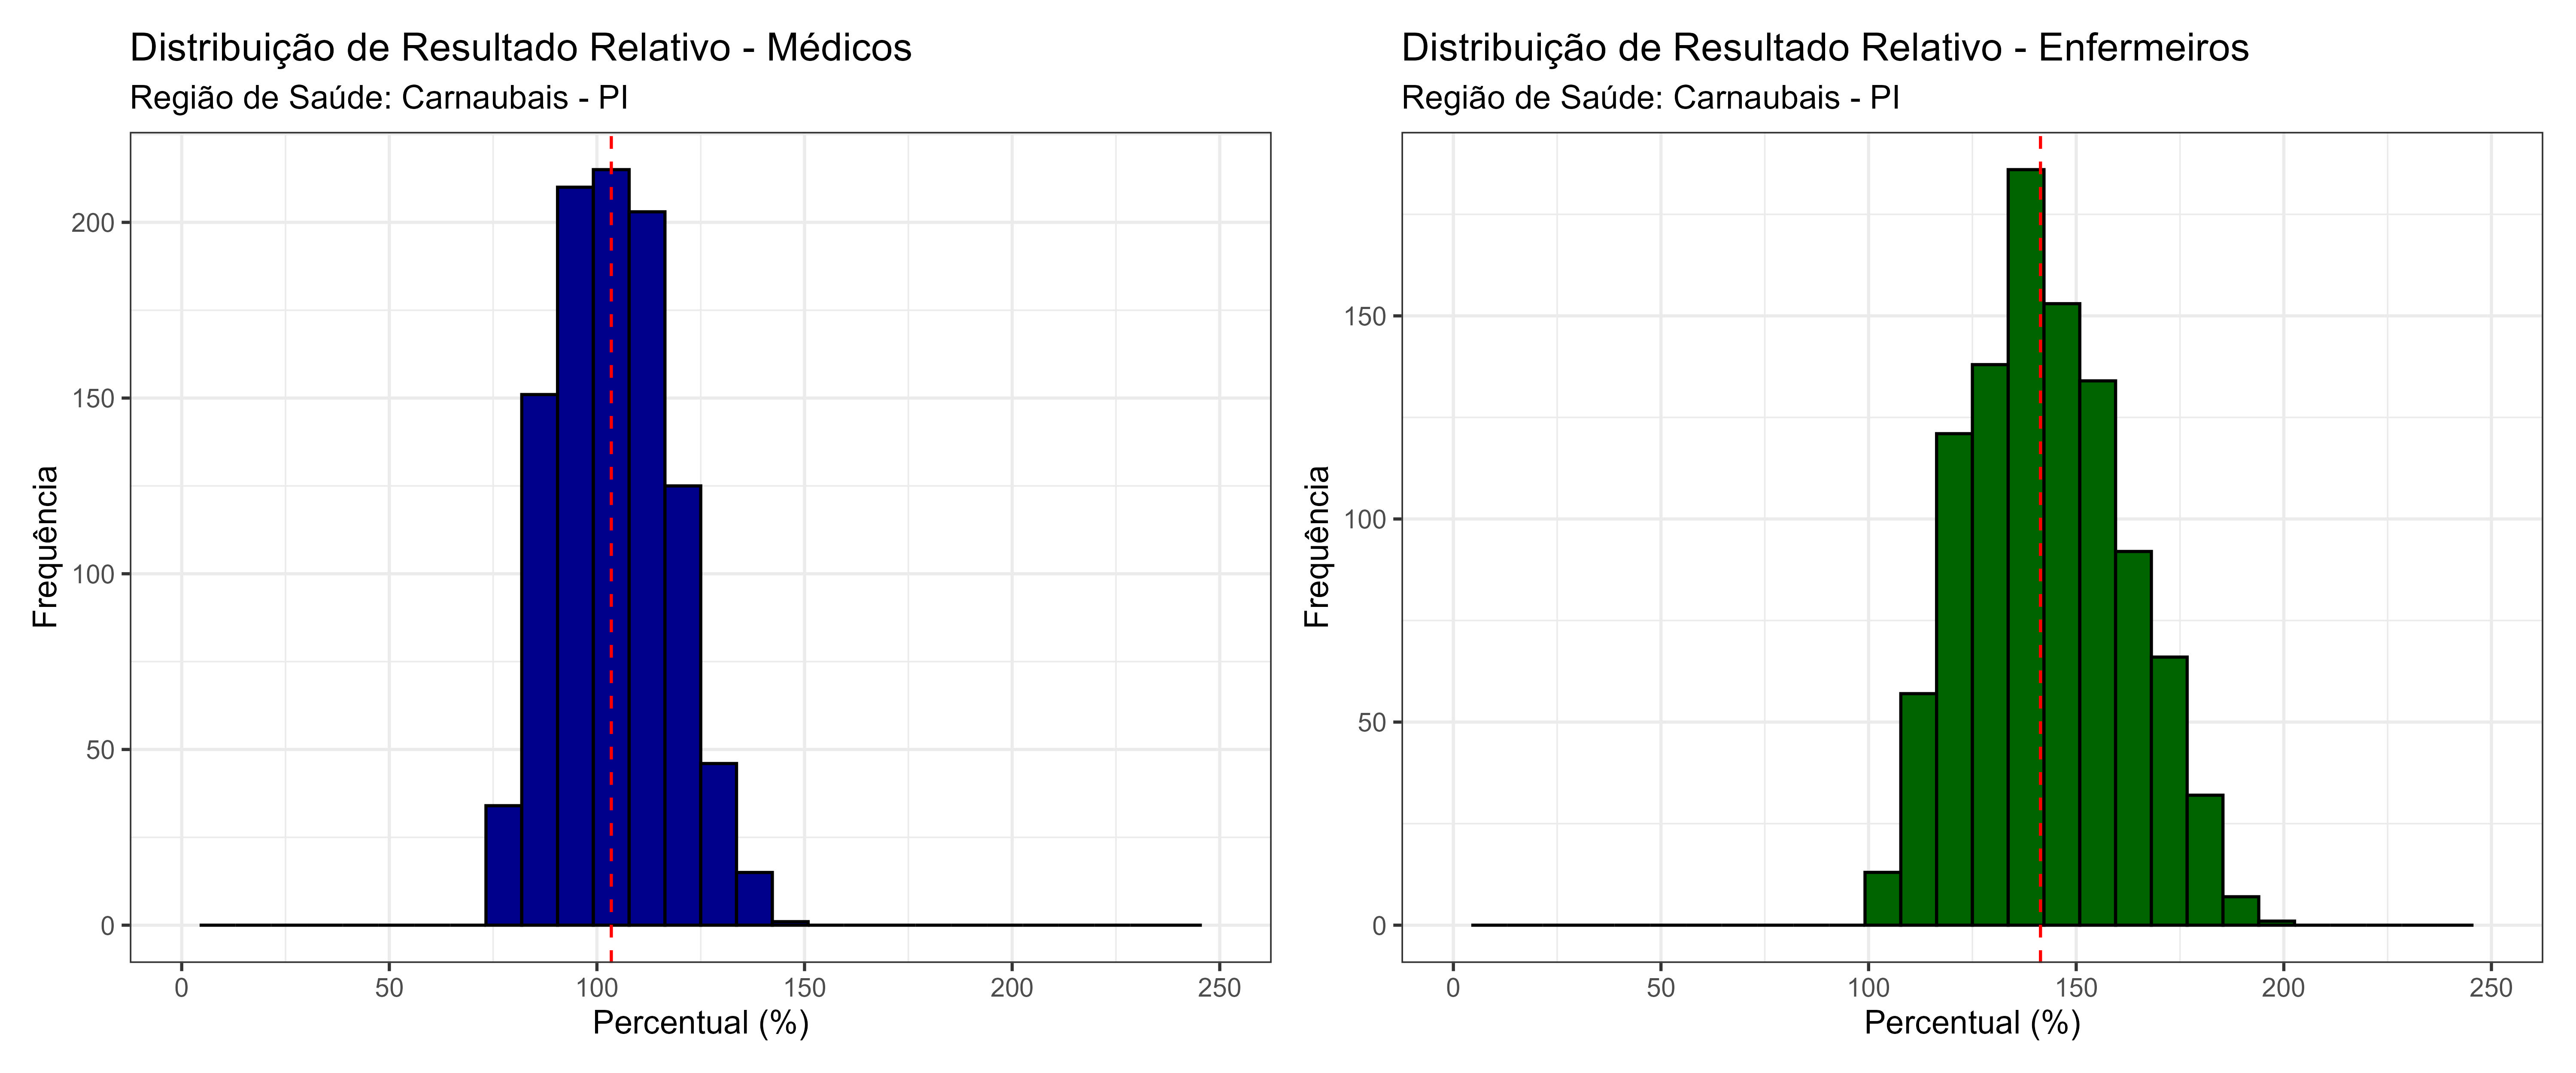 Distribuição de Resultado Relativo - Médicos
Região de Saúde: Carnaubais - PI
Frequência
200
150
100
50
0
0 50 100 150 200 250
Percentual (%)
Distribuição de Resultado Relativo - Enfermeiros
Região de Saúde: Carnaubais - PI
Frequência
150
100
50
0
0 50 100 150 200 250
Percentual (%)